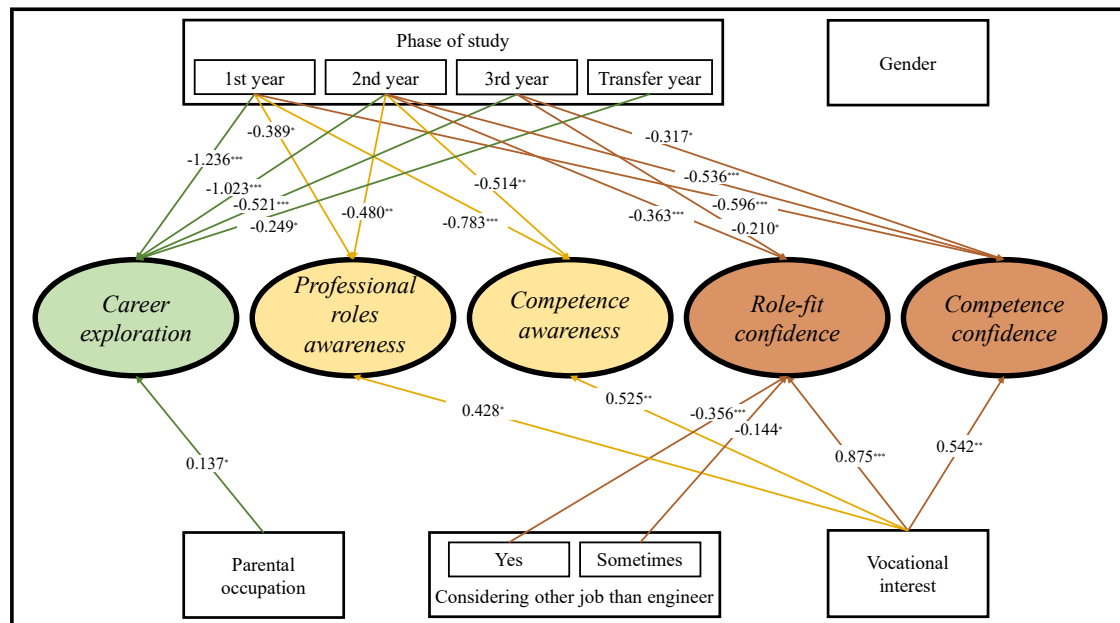 Phase of study
1st year
2nd year
3rd year
Transfer year
Gender
-0.389*
-0.317*
-1.236***
-0.536***
-1.023***
-0.514**
-0.521***
-0.596***
-0.249*
-0.480**
-0.783***
-0.363***
-0.210*
Career
exploration
Professional
roles
awareness
Competence
awareness
Role-fit
confidence
Competence
confidence
0.428*
0.525**
-0.356***
-0.144*
0.137*
0.875***
0.542**
Parental
occupation
Yes
Sometimes
Considering other job than engineer
Vocational
interest